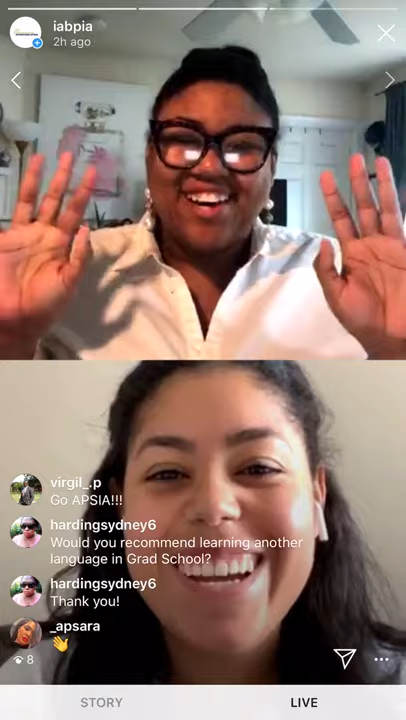 iabpia
2h ago
virgil_.p
Go APSIA!!!
hardingsydney6
Would you recommend learning another
language in Grad School?
hardingsydney6
Thank you!
_apsara
👋
8
STORY
LIVE